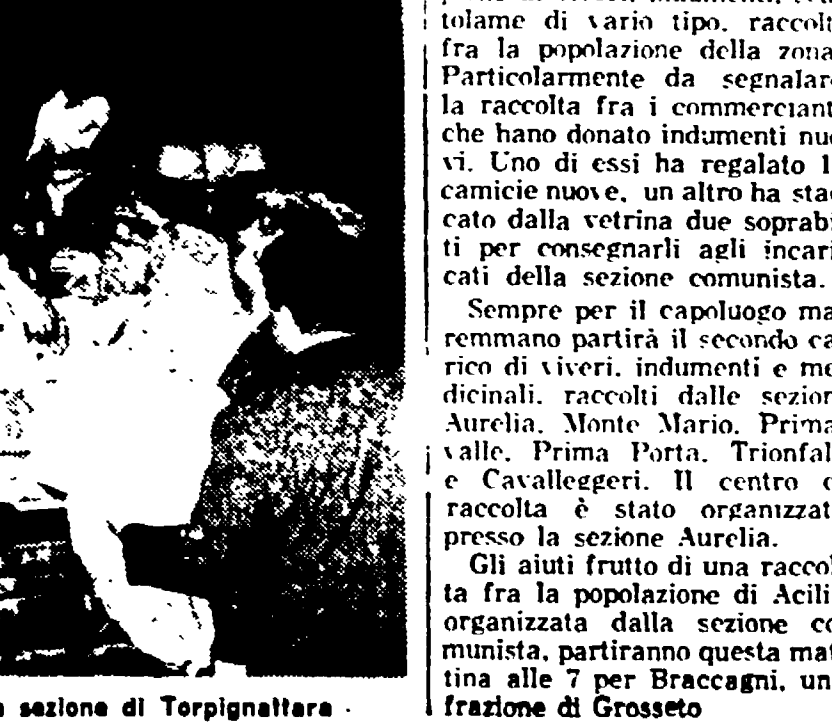 tolame di vario tipo, raccolt
fra la popolazione della zona
Particolarmente da segnalar
la raccolta fra i commerciant
che hano donato indumenti nuo
vi. Uno di essi ha regalato 1
camicie nuove, un altro ha stac
cato dalla vetrina due soprabi
ti per consegnarli agli incari
cati della sezione comunista.
Sempre per il capoluogo ma
remmano partirà il secondo ca
rico di viveri, indumenti e me
dicinali, raccolti dalle sezion
Aurelia, Monte Mario, Prima
valle, Prima Porta, Trionfal
e Cavalleggeri. Il centro d
raccolta è stato organizzat
presso la sezione Aurelia.
Gli aiuti frutto di una raccol
ta fra la popolazione di Acili
organizzata dalla sezione co
munista, partiranno questa mat
tina alle 7 per Braccagni, un
frazione di Grosseto
sezione di Torpignattara